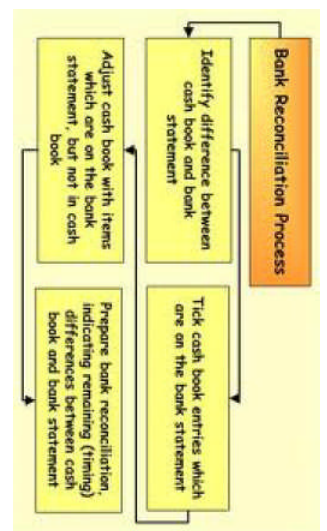 Bank Reconciliation Process
Identify difference between
cash book and bank
statement
Tick cash book entries which
are on the bank statement
Adjust cash book with items
which are on the bank
statement, but not in cash
book
Prepare bank reconciliation,
indicating remaining (timing)
differences between cash
book and bank statement